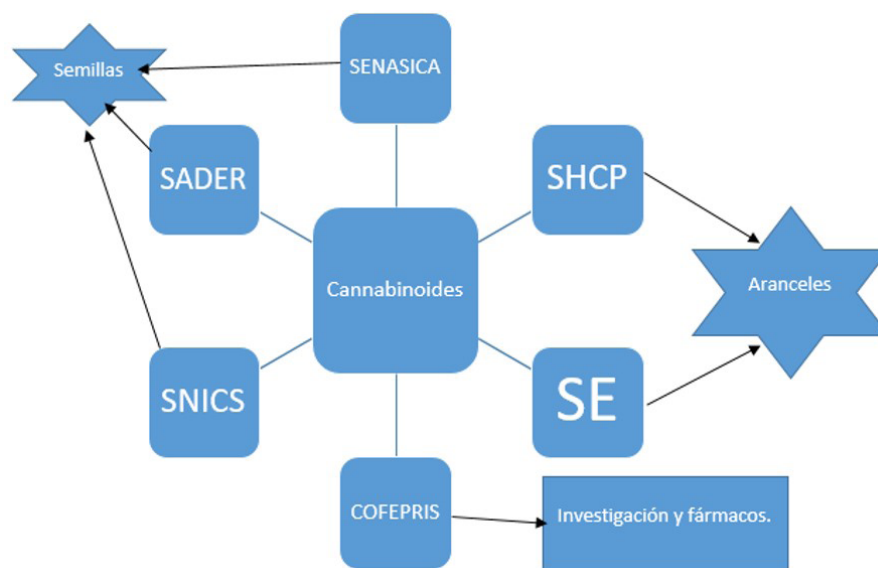 Semillas
SENASICA
SADER
SHCP
Cannabinoides
Aranceles
SNICS
SE
COFEPRIS
Investigación y fármacos.